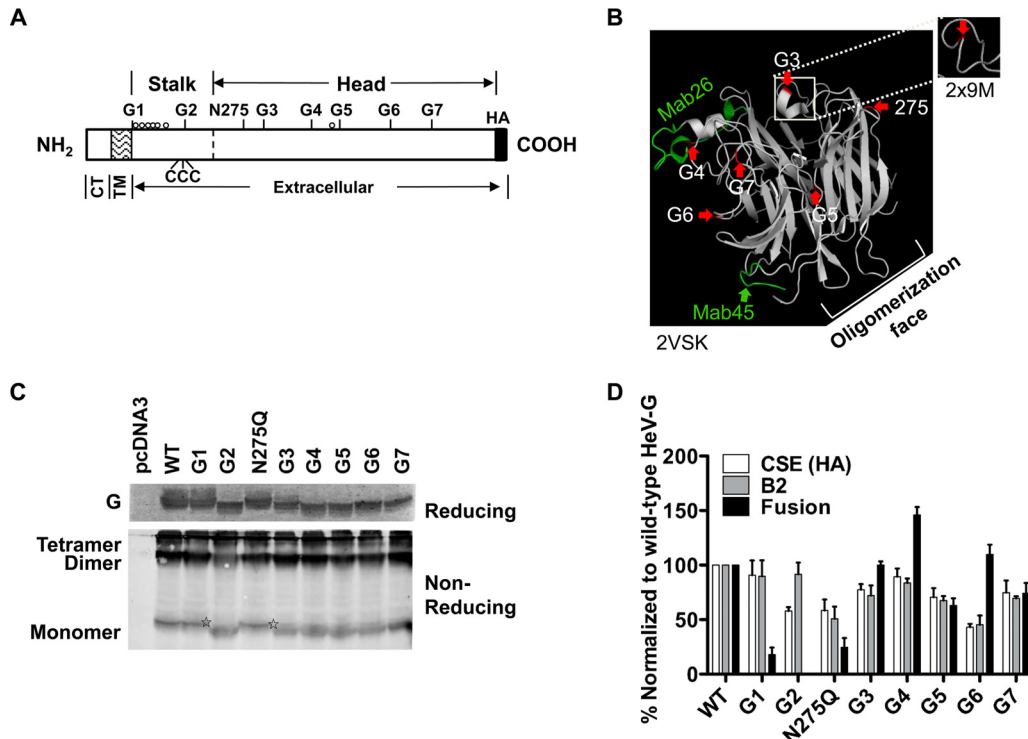 A
Stalk Head
G1 G2 N275 G3 G4 G5 G6 G7 HA
NH2 COOH
CCC
CT TM Extracellular
B
G3
2x9M
Mab26
275
G4
G7
G6
G5
Mab45
Oligomerization
face
2VSK
C
pcDNA3 WT G1 G2 N275Q G3 G4 G5 G6 G7
G Reducing
Tetramer
Dimer
Non-
Reducing
Monomer
D
% Normalized to wild-type HeV-G
200
150
100
50
0
CSE (HA)
B2
Fusion
WT G1 G2 N275Q G3 G4 G5 G6 G7